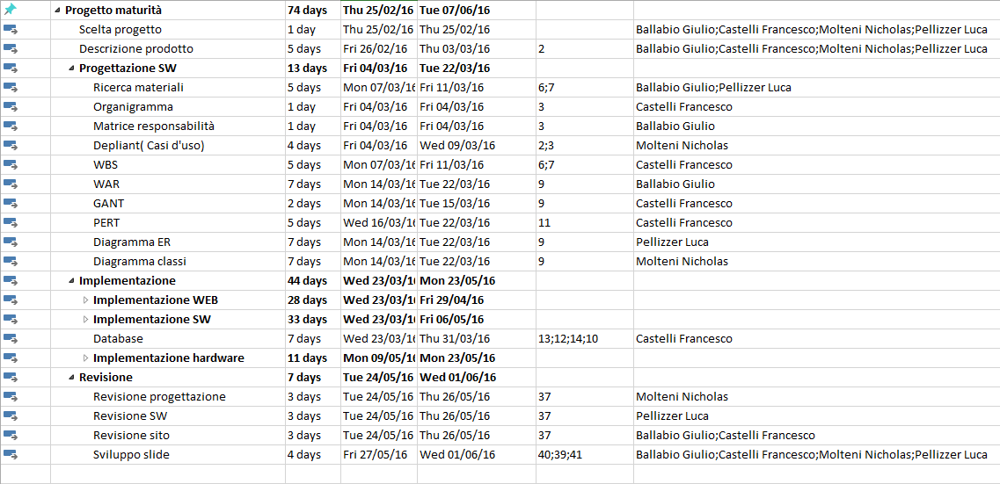 Progetto maturità 74 days Thu 25/02/16 Tue 07/06/16
Scelta progetto 1 day Thu 25/02/16 Thu 25/02/16 Ballabio Giulio;Castelli Francesco;Molteni Nicholas;Pellizzer Luca
Descrizione prodotto 5 days Fri 26/02/16 Thu 03/03/16 2 Ballabio Giulio;Castelli Francesco;Molteni Nicholas;Pellizzer Luca
Progettazione SW 13 days Fri 04/03/16 Tue 22/03/16
Ricerca materiali 5 days Mon 07/03/16 Fri 11/03/16 6;7 Ballabio Giulio;Pellizzer Luca
Organigramma 1 day Fri 04/03/16 Fri 04/03/16 3 Castelli Francesco
Matrice responsabilità 1 day Fri 04/03/16 Fri 04/03/16 3 Ballabio Giulio
Depliant( Casi d'uso) 4 days Fri 04/03/16 Wed 09/03/16 2;3 Molteni Nicholas
WBS 5 days Mon 07/03/16 Fri 11/03/16 6;7 Castelli Francesco
WAR 7 days Mon 14/03/16 Tue 22/03/16 9 Ballabio Giulio
GANT 2 days Mon 14/03/16 Tue 15/03/16 9 Castelli Francesco
PERT 5 days Wed 16/03/16 Tue 22/03/16 11 Castelli Francesco
Diagramma ER 7 days Mon 14/03/16 Tue 22/03/16 9 Pellizzer Luca
Diagramma classi 7 days Mon 14/03/16 Tue 22/03/16 9 Molteni Nicholas
Implementazione 44 days Wed 23/03/16 Mon 23/05/16
Implementazione WEB 28 days Wed 23/03/16 Fri 29/04/16
Implementazione SW 33 days Wed 23/03/16 Fri 06/05/16
Database 7 days Wed 23/03/16 Thu 31/03/16 13;12;14;10 Castelli Francesco
Implementazione hardware 11 days Mon 09/05/16 Mon 23/05/16
Revisione 7 days Tue 24/05/16 Wed 01/06/16
Revisione progettazione 3 days Tue 24/05/16 Thu 26/05/16 37 Molteni Nicholas
Revisione SW 3 days Tue 24/05/16 Thu 26/05/16 37 Pellizzer Luca
Revisione sito 3 days Tue 24/05/16 Thu 26/05/16 37 Ballabio Giulio;Castelli Francesco
Sviluppo slide 4 days Fri 27/05/16 Wed 01/06/16 40;39;41 Ballabio Giulio;Castelli Francesco;Molteni Nicholas;Pellizzer Luca